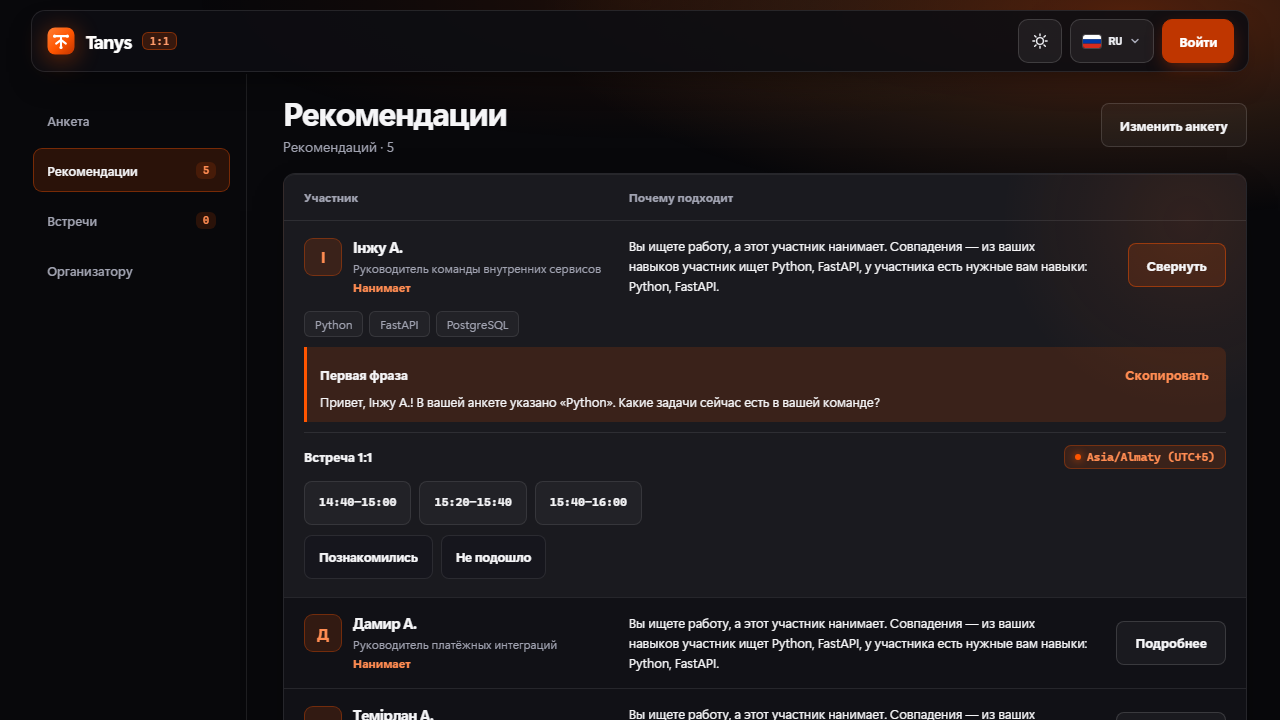 Tanys 1:1
RU
Войти
Анкета
Рекомендации 5
Встречи 0
Организатору
Рекомендации
Рекомендаций · 5
Изменить анкету
Участник
Почему подходит
І
Інжу А.
Руководитель команды внутренних сервисов
Нанимает
Вы ищете работу, а этот участник нанимает. Совпадения — из ваших
навыков участник ищет Python, FastAPI, у участника есть нужные вам навыки:
Python, FastAPI.
Свернуть
Python
FastAPI
PostgreSQL
Первая фраза
Скопировать
Привет, Інжу А.! В вашей анкете указано «Python». Какие задачи сейчас есть в вашей команде?
Встреча 1:1
Asia/Almaty (UTC+5)
14:40–15:00
15:20–15:40
15:40–16:00
Познакомились
Не подошло
Д
Дамир А.
Руководитель платёжных интеграций
Нанимает
Вы ищете работу, а этот участник нанимает. Совпадения — из ваших
навыков участник ищет Python, FastAPI, у участника есть нужные вам навыки:
Python, FastAPI.
Подробнее
Темірлан А.
Вы ищете работу, а этот участник нанимает. Совпадения — из ваших